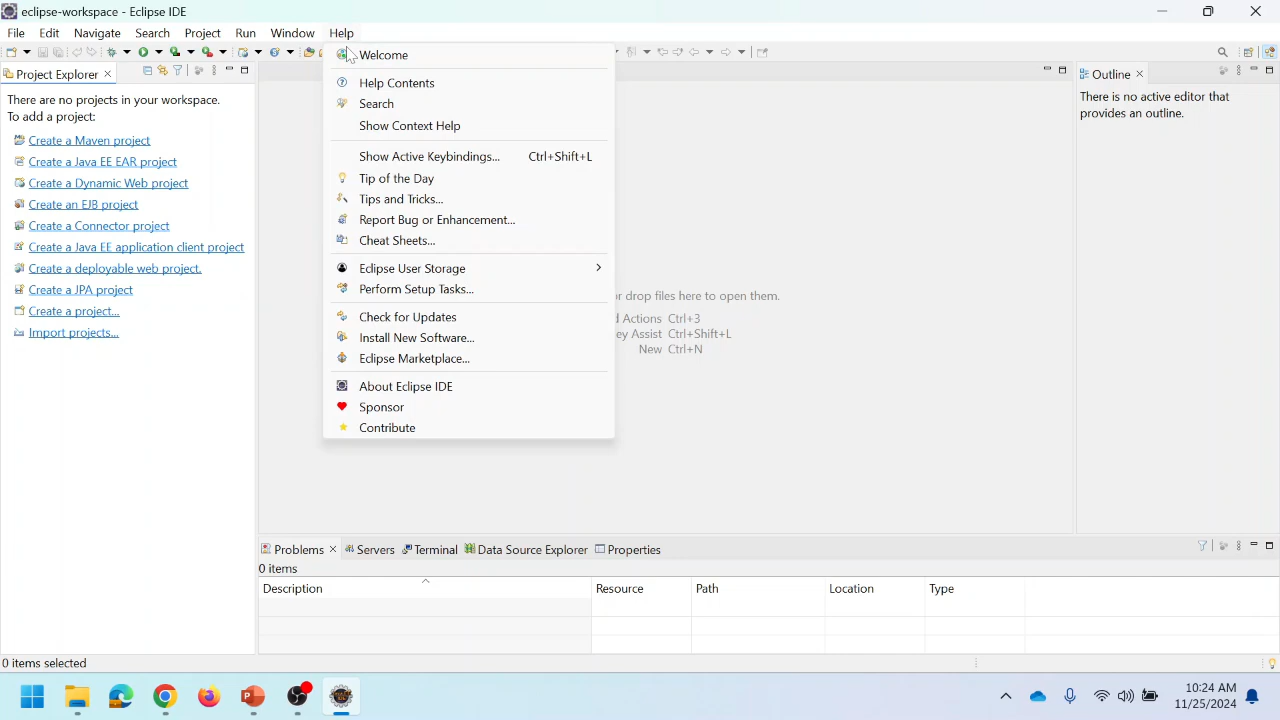 eclipse-workspace - Eclipse IDE
File Edit Navigate Search Project Run Window Help
Project Explorer
There are no projects in your workspace.
To add a project:
Create a Maven project
Create a Java EE EAR project
Create a Dynamic Web project
Create an EJB project
Create a Connector project
Create a Java EE application client project
Create a deployable web project.
Create a JPA project
Create a project...
Import projects...
Welcome
Help Contents
Search
Show Context Help
Show Active Keybindings... Ctrl+Shift+L
Tip of the Day
Tips and Tricks...
Report Bug or Enhancement...
Cheat Sheets...
Eclipse User Storage
Perform Setup Tasks...
Check for Updates
Install New Software...
Eclipse Marketplace...
About Eclipse IDE
Sponsor
Contribute
r drop files here to open them.
d Actions Ctrl+3
ey Assist Ctrl+Shift+L
New Ctrl+N
Outline
There is no active editor that
provides an outline.
Problems Servers Terminal Data Source Explorer Properties
0 items
Description Resource Path Location Type
0 items selected
10:24 AM
11/25/2024